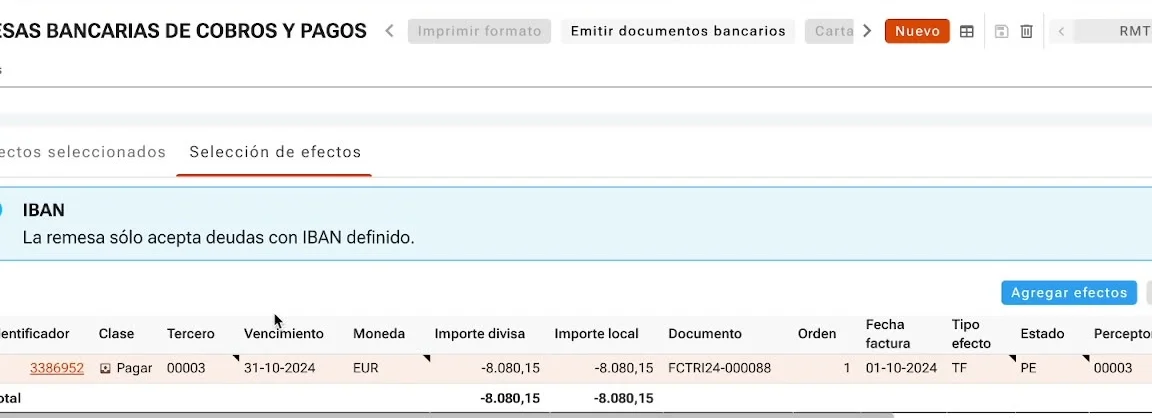 ESAS BANCARIAS DE COBROS Y PAGOS < Imprimir formato Emitir documentos bancarios Carta > Nuevo < RMT
s
ectos seleccionados Selección de efectos
IBAN
La remesa sólo acepta deudas con IBAN definido.
Agregar efectos
entificador Clase Tercero Vencimiento Moneda Importe divisa Importe local Documento Orden Fecha factura Tipo efecto Estado Perceptor
3386952 Pagar 00003 31-10-2024 EUR -8.080,15 -8.080,15 FCTRI24-000088 1 01-10-2024 TF PE 00003
otal -8.080,15 -8.080,15